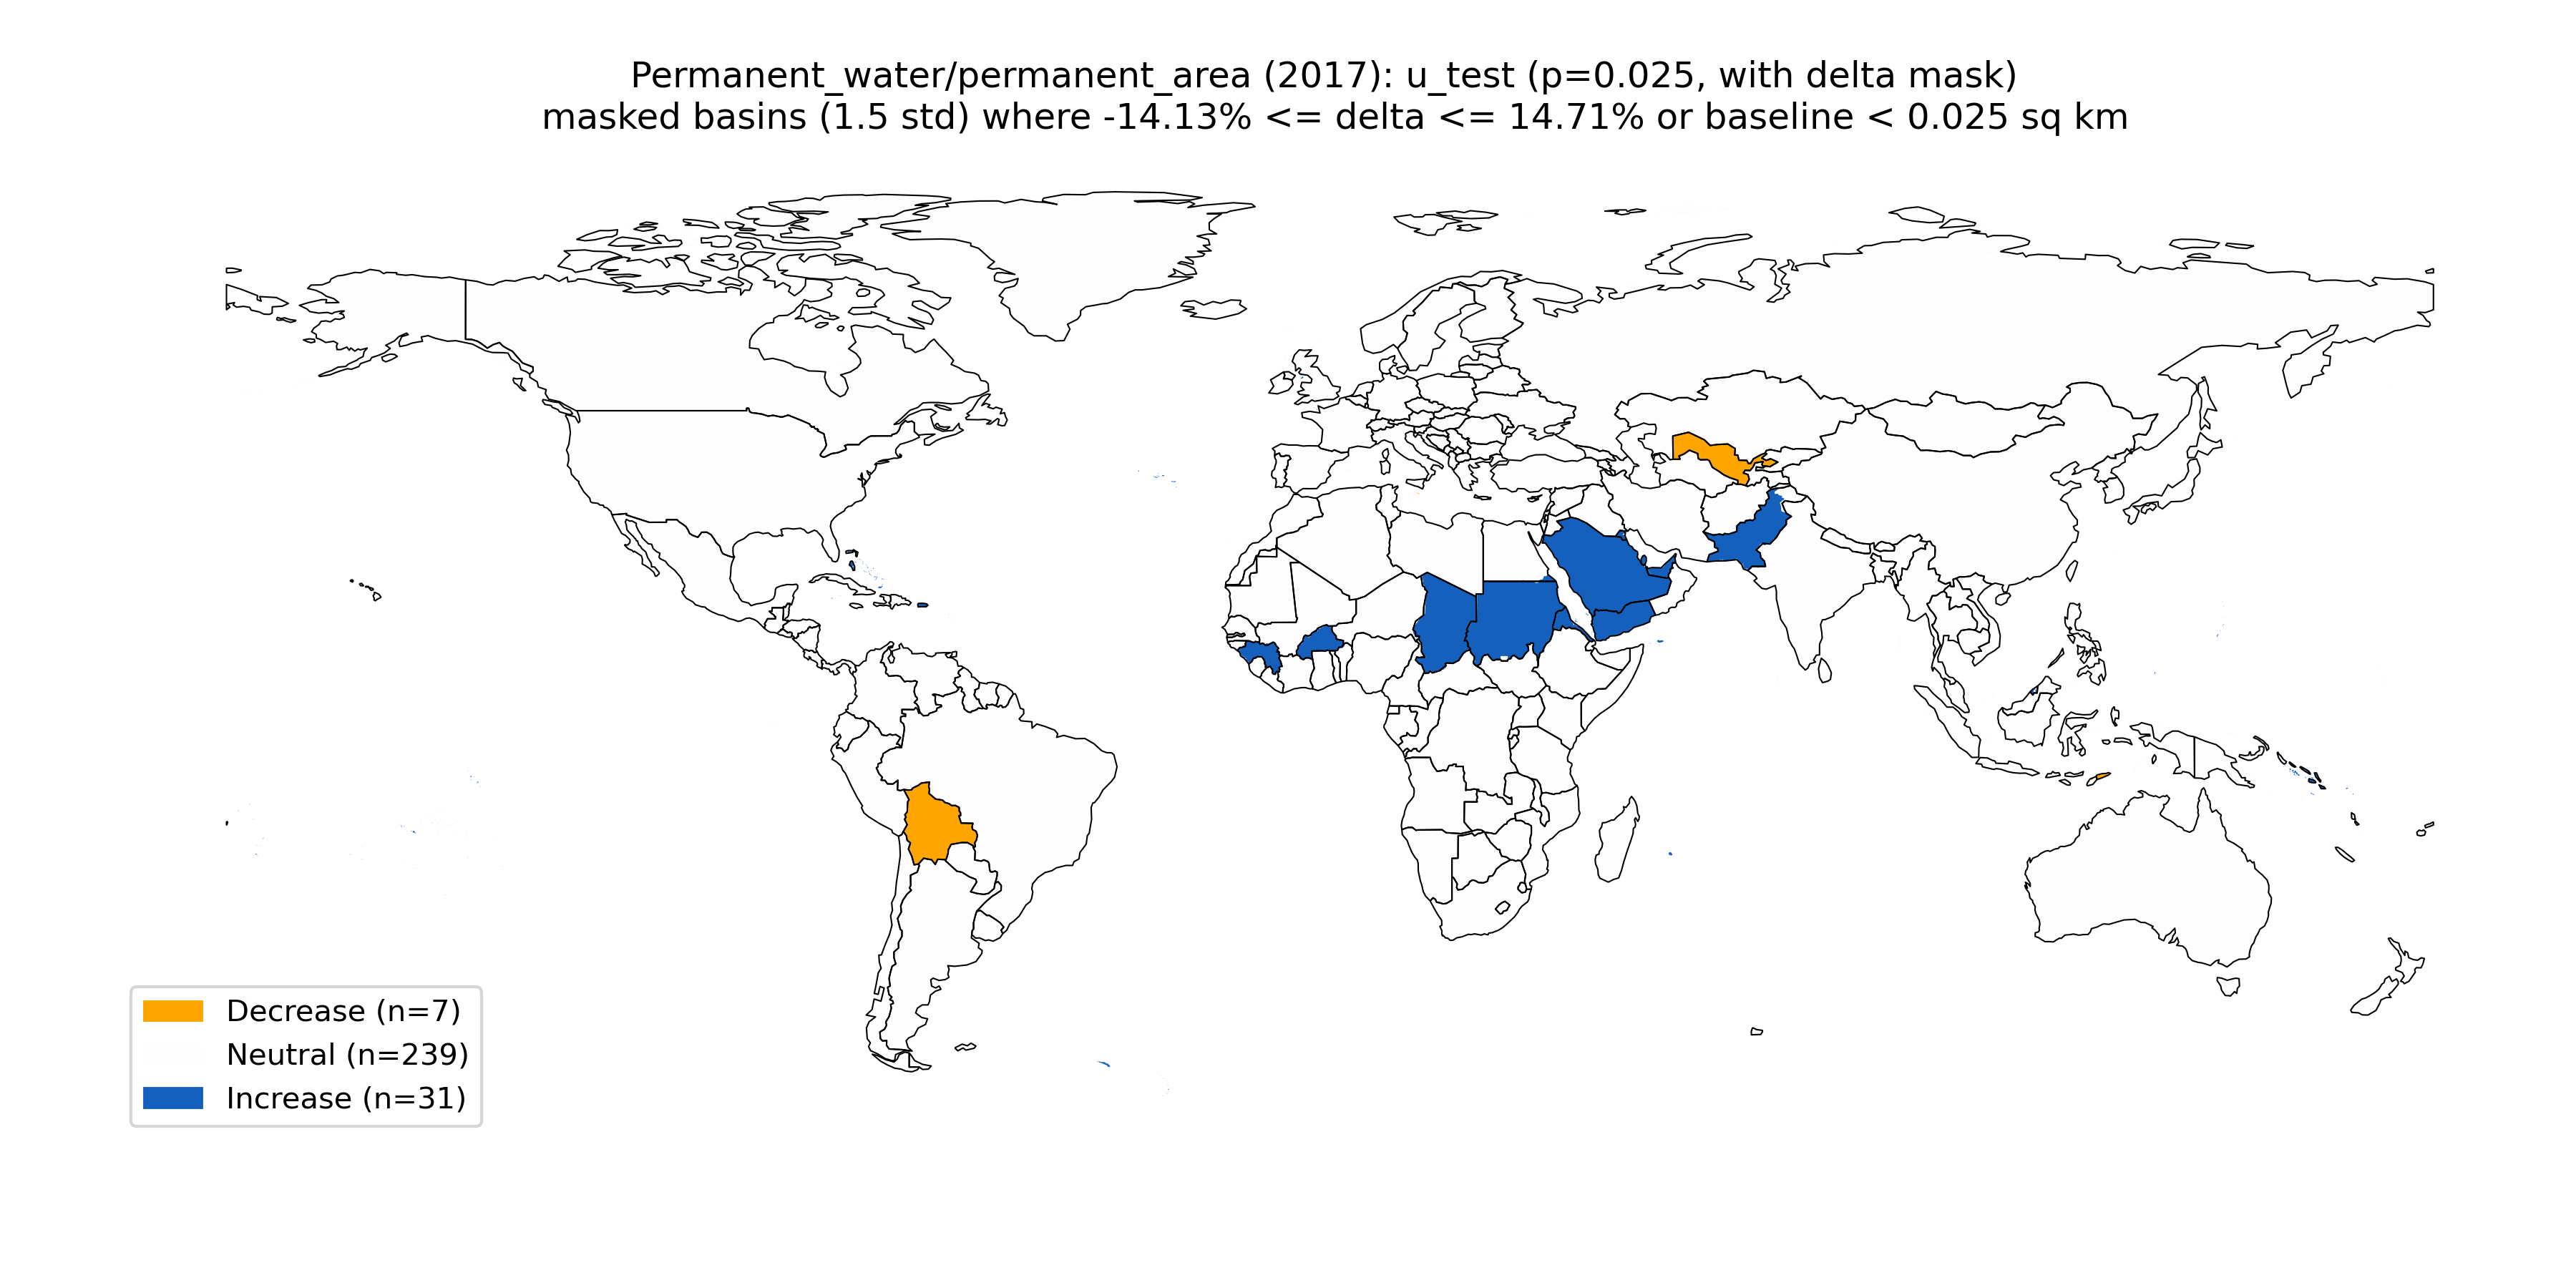 Permanent_water/permanent_area (2017): u_test (p=0.025, with delta mask)
masked basins (1.5 std) where -14.13% <= delta <= 14.71% or baseline < 0.025 sq km
Decrease (n=7)
Neutral (n=239)
Increase (n=31)